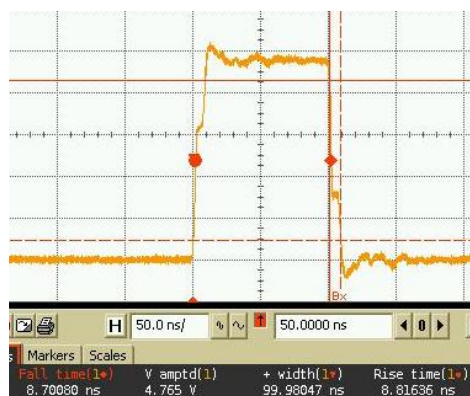 Bx
H 50.0 ns/ 50.0000 ns 0
Markers Scales
Fall time(1♦) V amptd(1) + width(1▾) Rise time(1●)
8.70080 ns 4.765 V 99.98047 ns 8.81636 ns